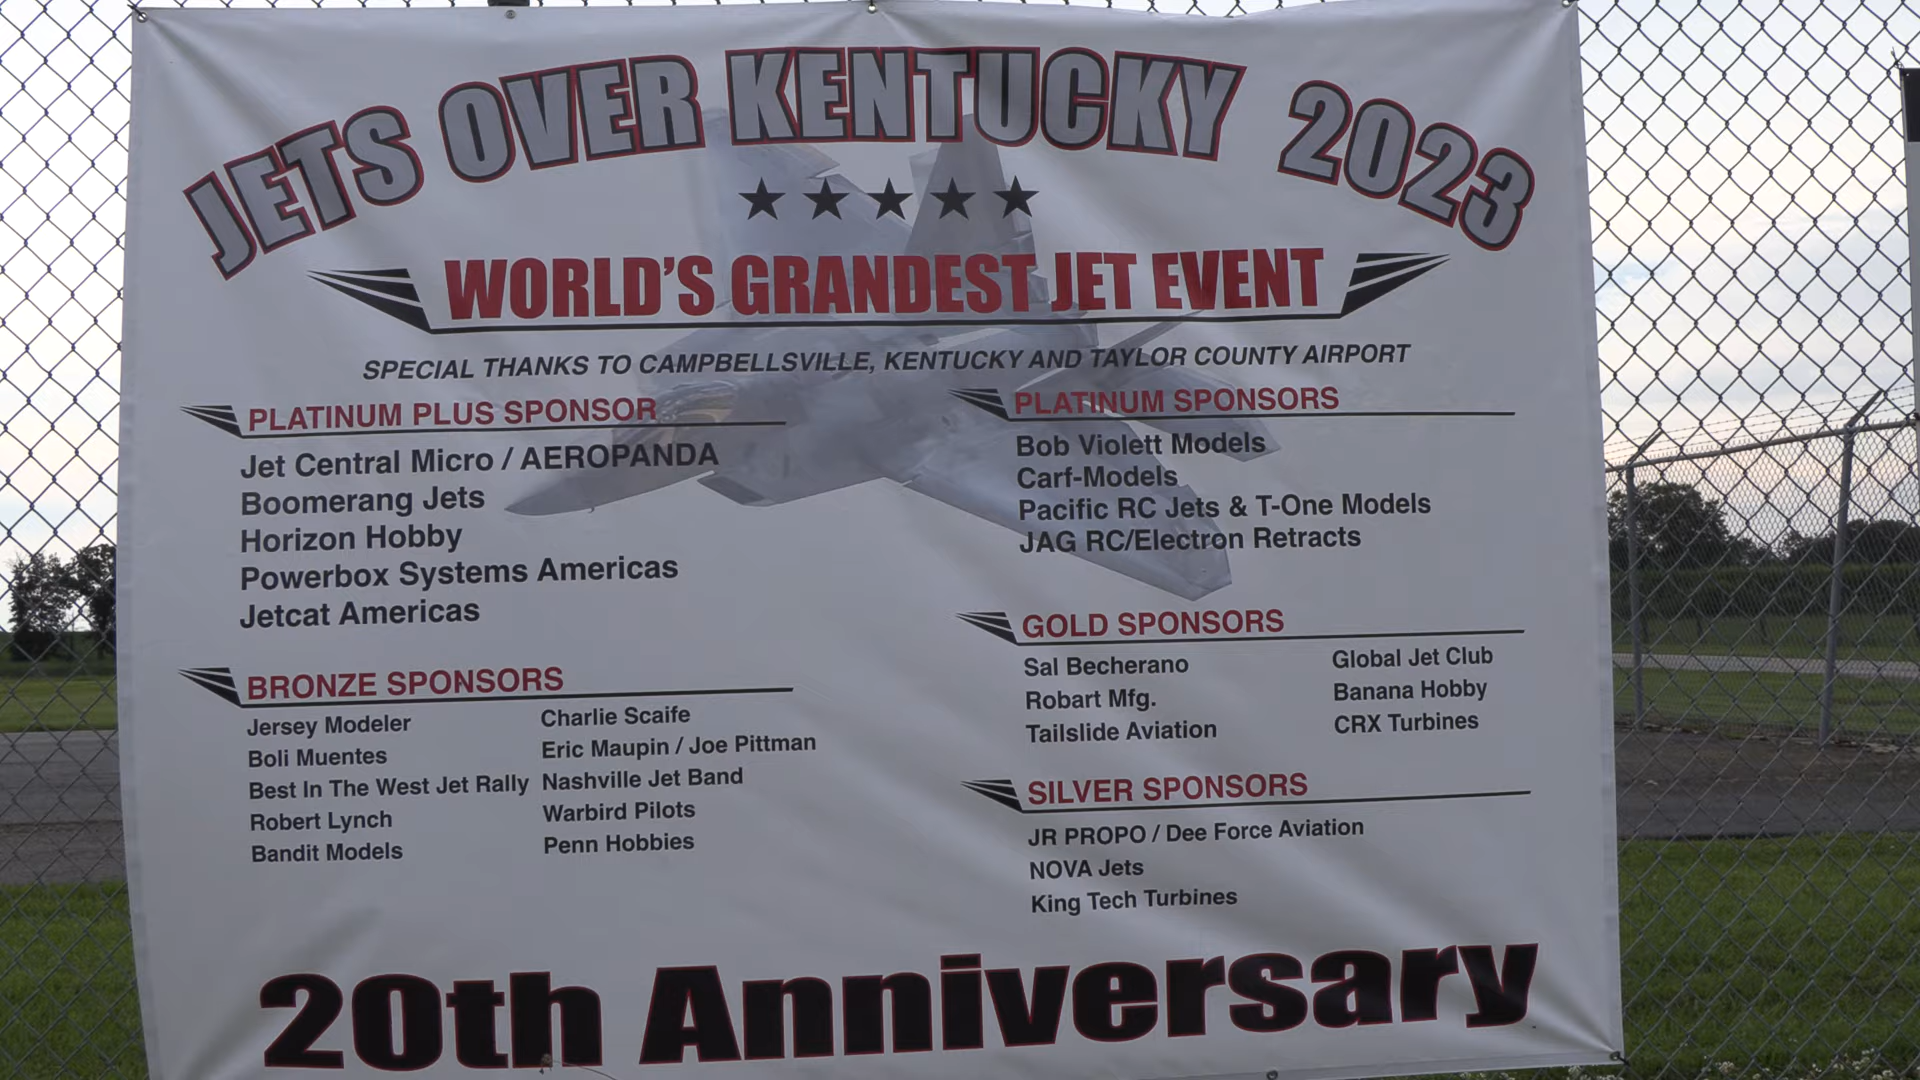 JETS OVER KENTUCKY 2023
WORLD'S GRANDEST JET EVENT
SPECIAL THANKS TO CAMPBELLSVILLE, KENTUCKY AND TAYLOR COUNTY AIRPORT
PLATINUM PLUS SPONSOR
Jet Central Micro / AEROPANDA
Boomerang Jets
Horizon Hobby
Powerbox Systems Americas
Jetcat Americas
PLATINUM SPONSORS
Bob Violett Models
Carf-Models
Pacific RC Jets & T-One Models
JAG RC/Electron Retracts
GOLD SPONSORS
Sal Becherano
Robart Mfg.
Tailslide Aviation
Global Jet Club
Banana Hobby
CRX Turbines
BRONZE SPONSORS
Jersey Modeler
Boli Muentes
Best In The West Jet Rally
Robert Lynch
Bandit Models
Charlie Scaife
Eric Maupin / Joe Pittman
Nashville Jet Band
Warbird Pilots
Penn Hobbies
SILVER SPONSORS
JR PROPO / Dee Force Aviation
NOVA Jets
King Tech Turbines
20th Anniversary